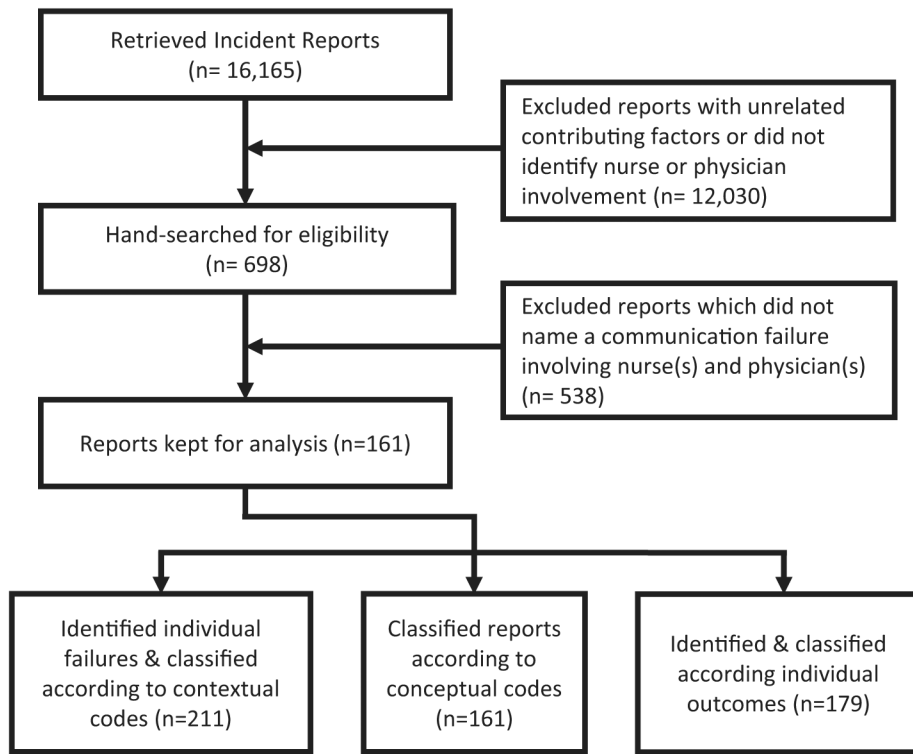 Retrieved Incident Reports
(n= 16,165)
Excluded reports with unrelated
contributing factors or did not
identify nurse or physician
involvement (n= 12,030)
Hand-searched for eligibility
(n= 698)
Excluded reports which did not
name a communication failure
involving nurse(s) and physician(s)
(n= 538)
Reports kept for analysis (n=161)
Identified individual
failures & classified
according to contextual
codes (n=211)
Classified reports
according to
conceptual codes
(n=161)
Identified & classified
according individual
outcomes (n=179)